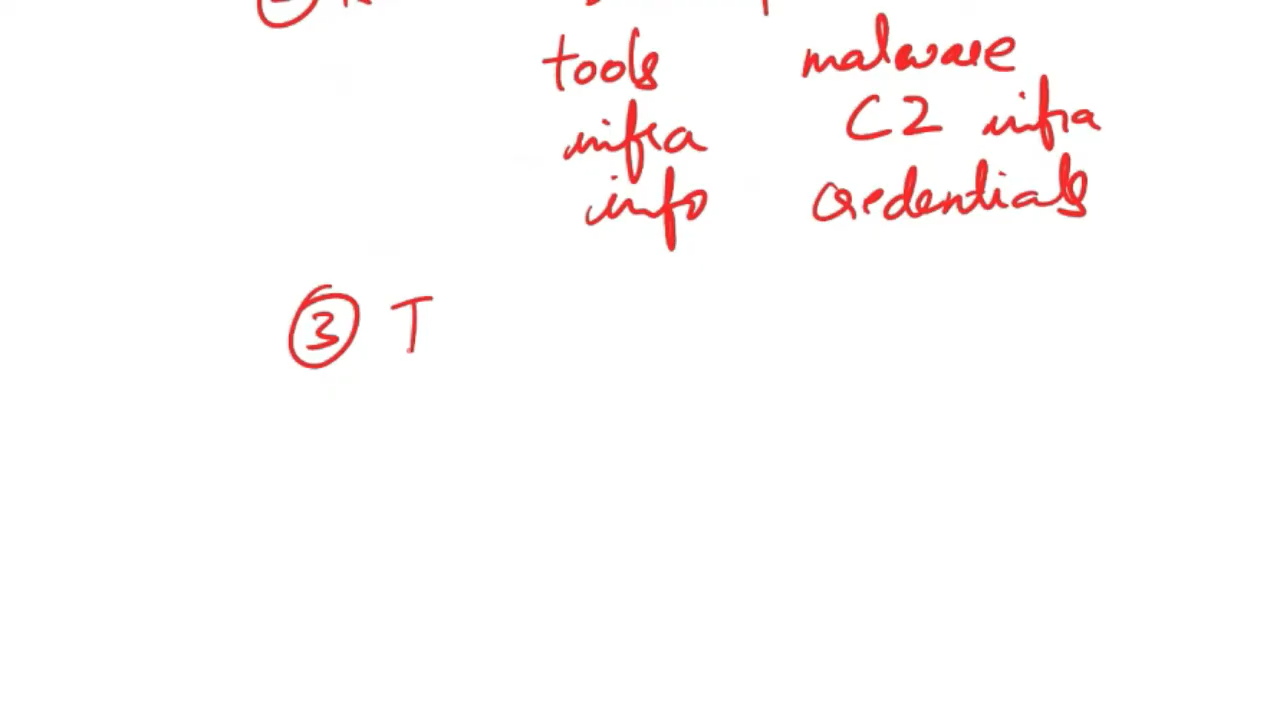 tools malware
infra C2 infra
info credentials
3 T